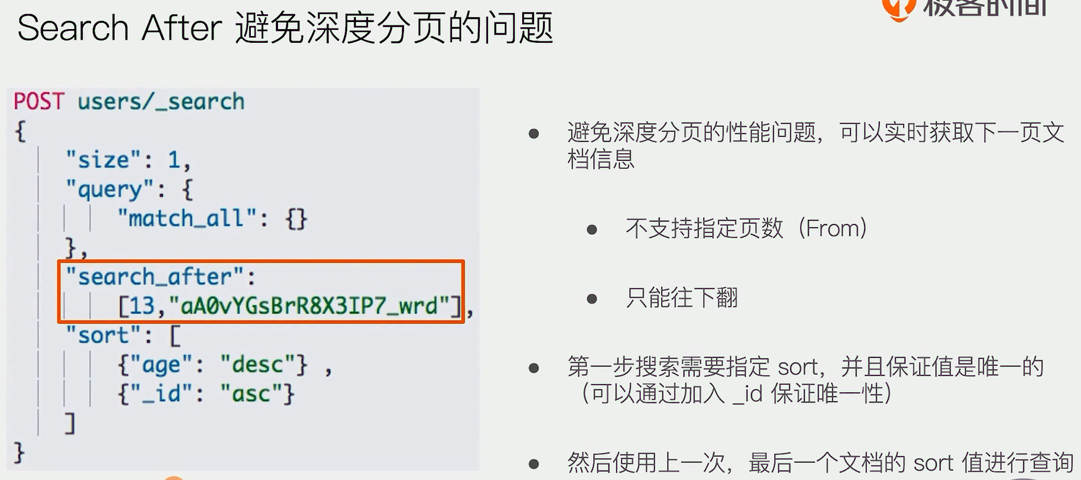 Search After 避免深度分页的问题
极客时间
POST users/_search
{
"size": 1,
"query": {
"match_all": {}
},
"search_after":
[13,"aA0vYGsBrR8X3IP7_wrd"],
"sort": [
{"age": "desc"} ,
{"_id": "asc"}
]
}
避免深度分页的性能问题，可以实时获取下一页文
档信息
不支持指定页数（From）
只能往下翻
第一步搜索需要指定 sort，并且保证值是唯一的
（可以通过加入 _id 保证唯一性）
然后使用上一次，最后一个文档的 sort 值进行查询